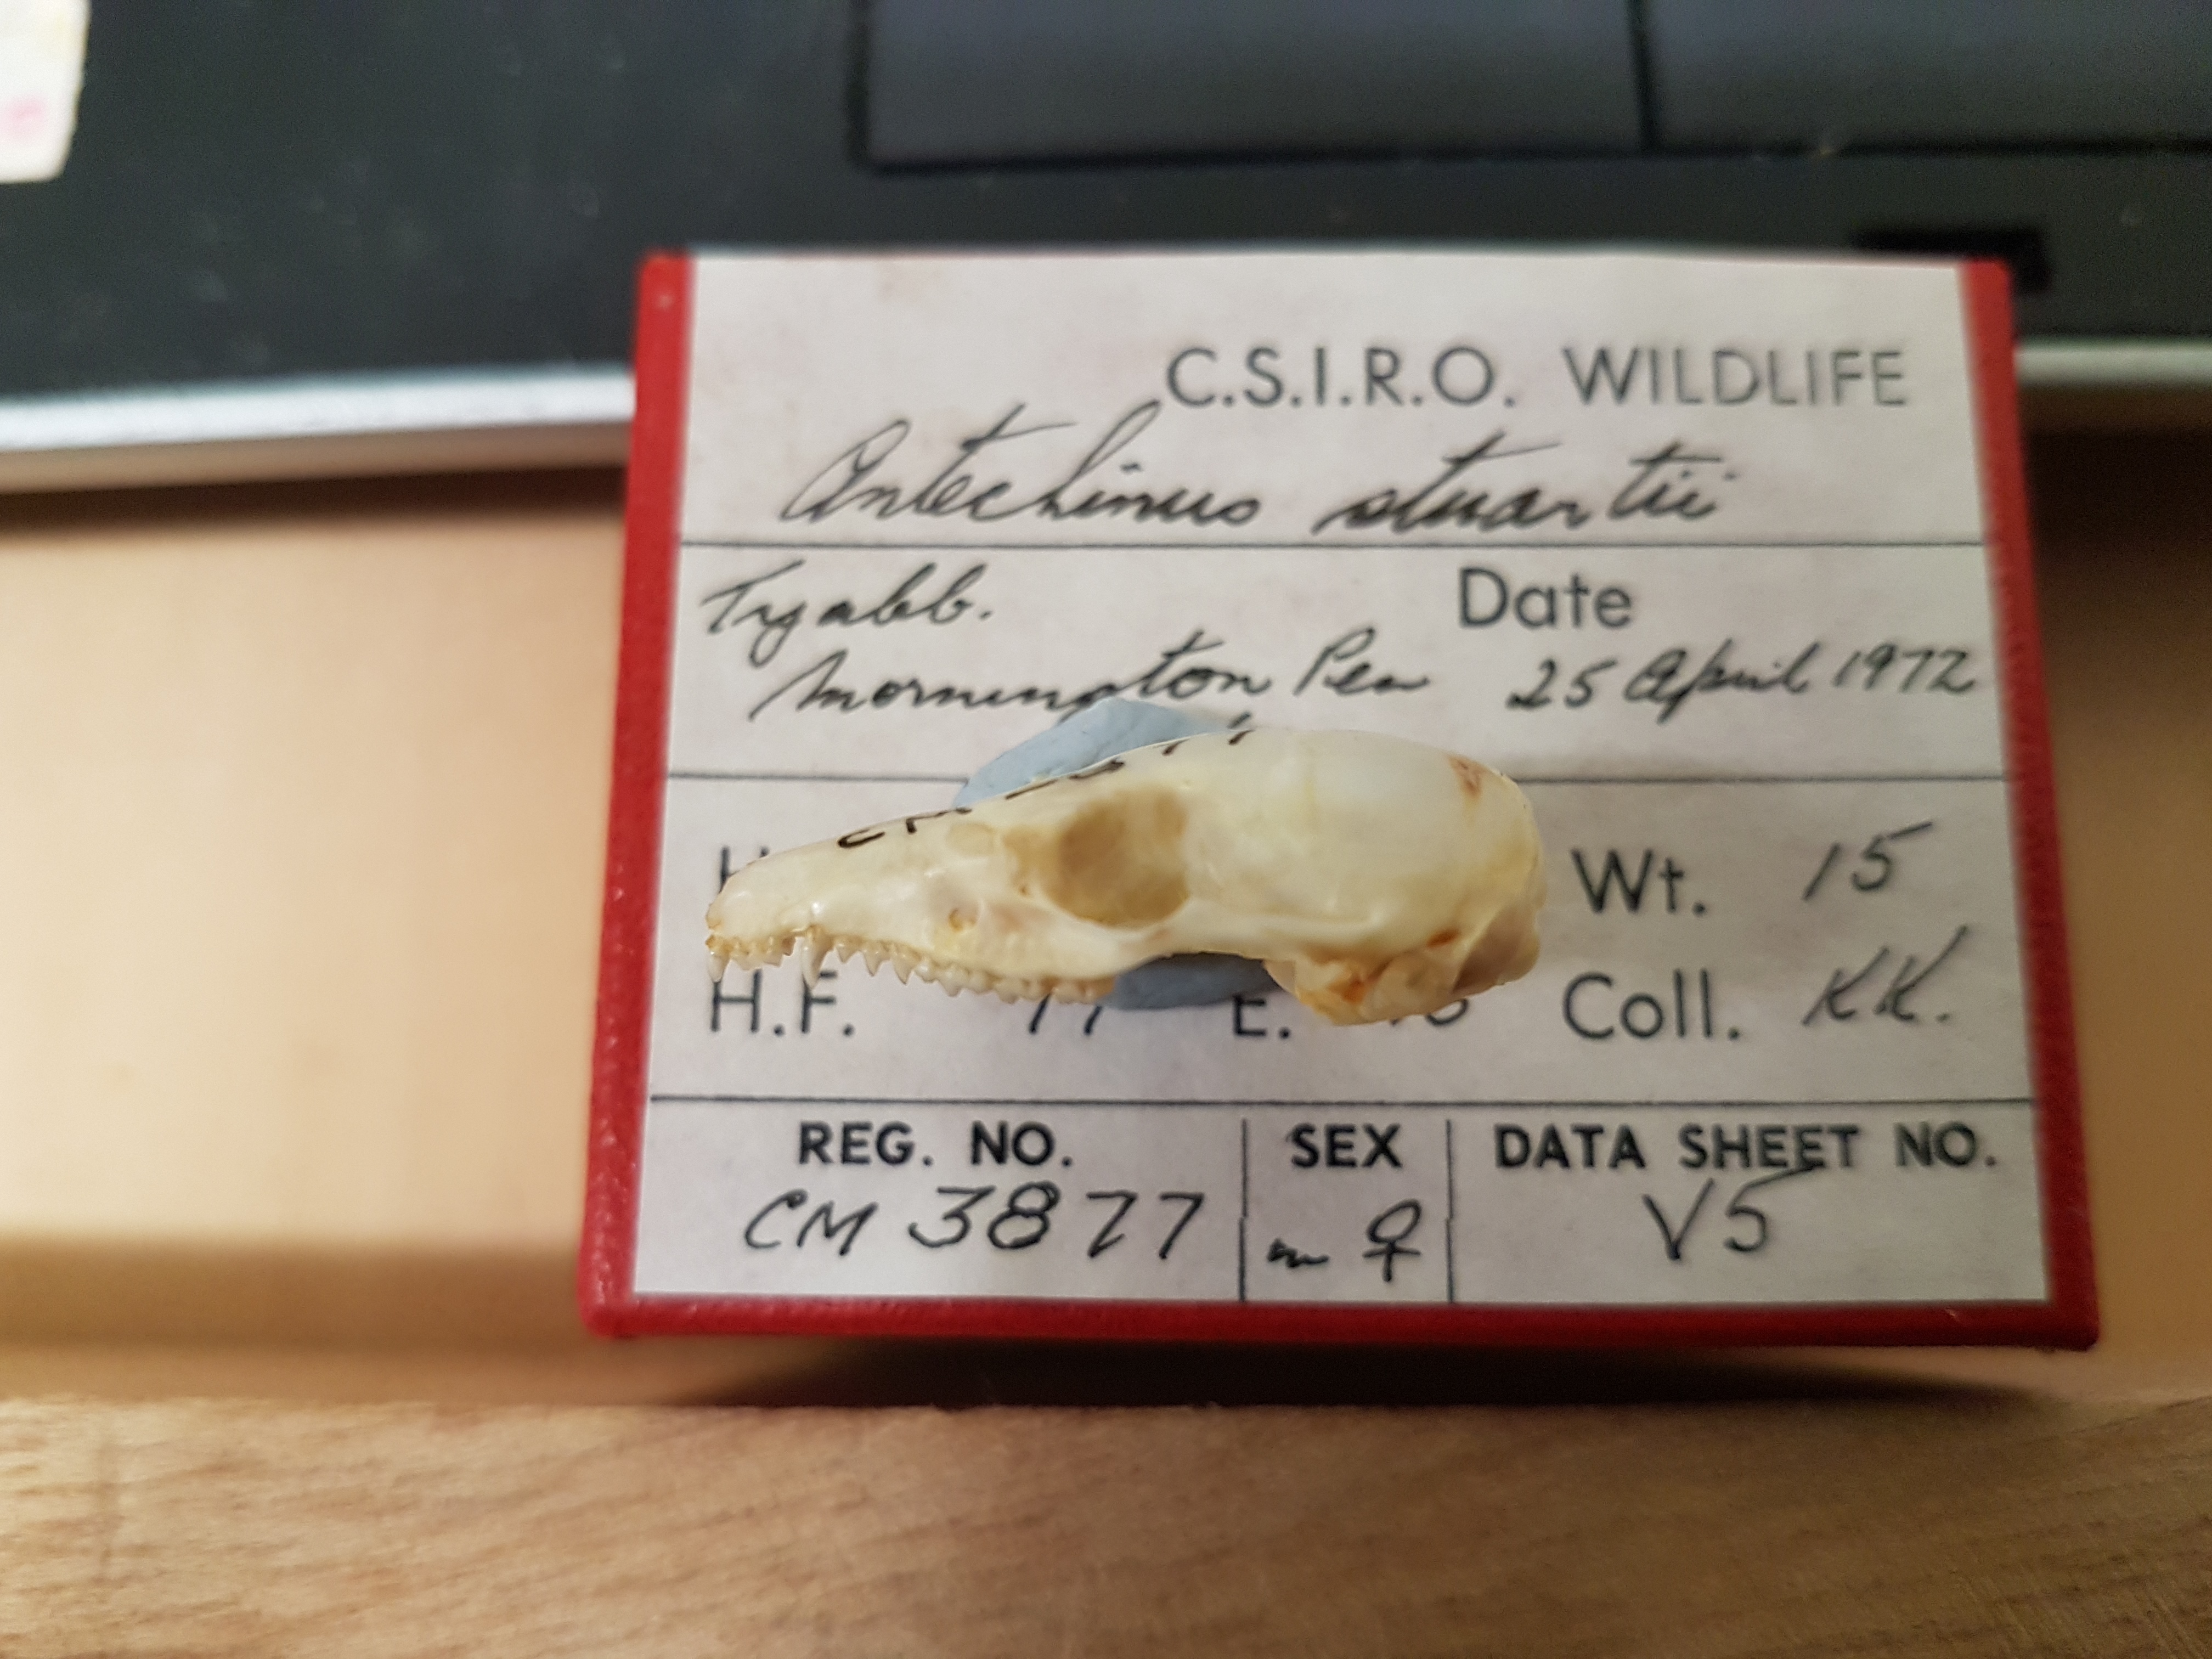 C.S.I.R.O. WILDLIFE
Antechinus stuartii
Tyabb. Date
Mornington Pen 25 April 1972
Wt. 15
H.F. 17 E. Coll. KK.
REG. NO. SEX DATA SHEET NO.
CM 3877 m ♀ V5